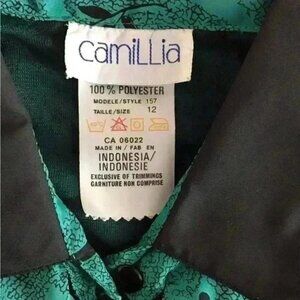 camilLia
100% POLYESTER
MODELE/STYLE 157
TAILLE/SIZE 12
CA 06022
MADE IN / FAB EN
INDONESIA/
INDONESIE
EXCLUSIVE OF TRIMMINGS
GARNITURE NON COMPRISE